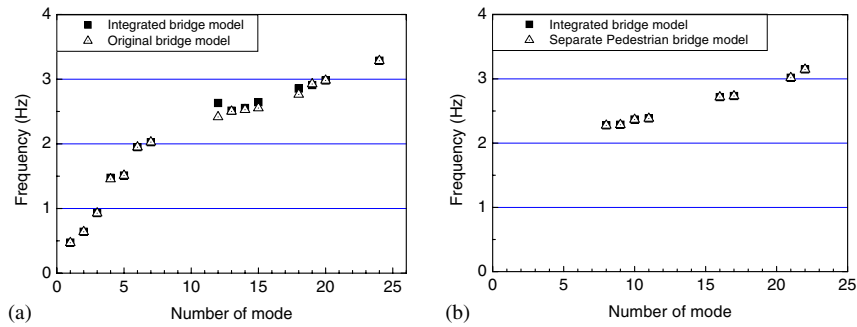 Integrated bridge model
Original bridge model
4
3
2
1
0
Frequency (Hz)
0 5 10 15 20 25
Number of mode
(a)
Integrated bridge model
Separate Pedestrian bridge model
4
3
2
1
0
Frequency (Hz)
0 5 10 15 20 25
Number of mode
(b)